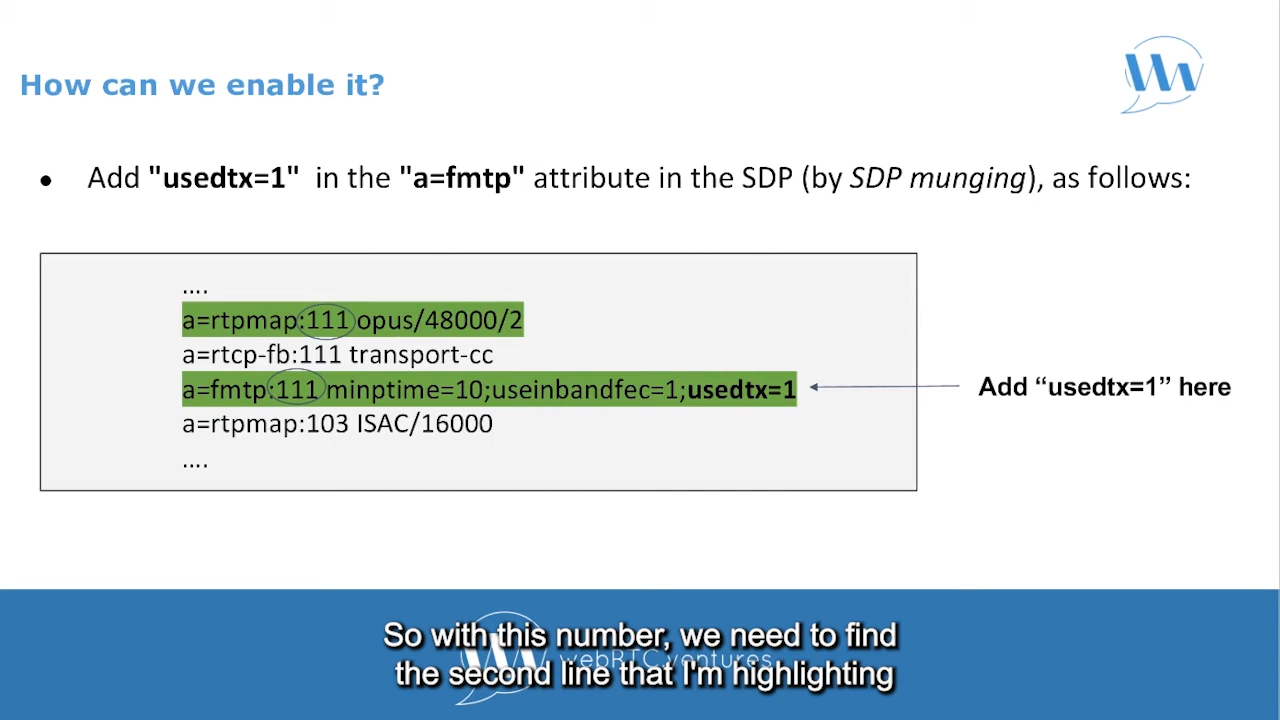 How can we enable it?
• Add "usedtx=1" in the "a=fmtp" attribute in the SDP (by SDP munging), as follows:
....
a=rtpmap:111 opus/48000/2
a=rtcp-fb:111 transport-cc
a=fmtp:111 minptime=10;useinbandfec=1;usedtx=1
Add “usedtx=1” here
a=rtpmap:103 ISAC/16000
....
So with this number, we need to find
webRTC.ventures
the second line that I'm highlighting